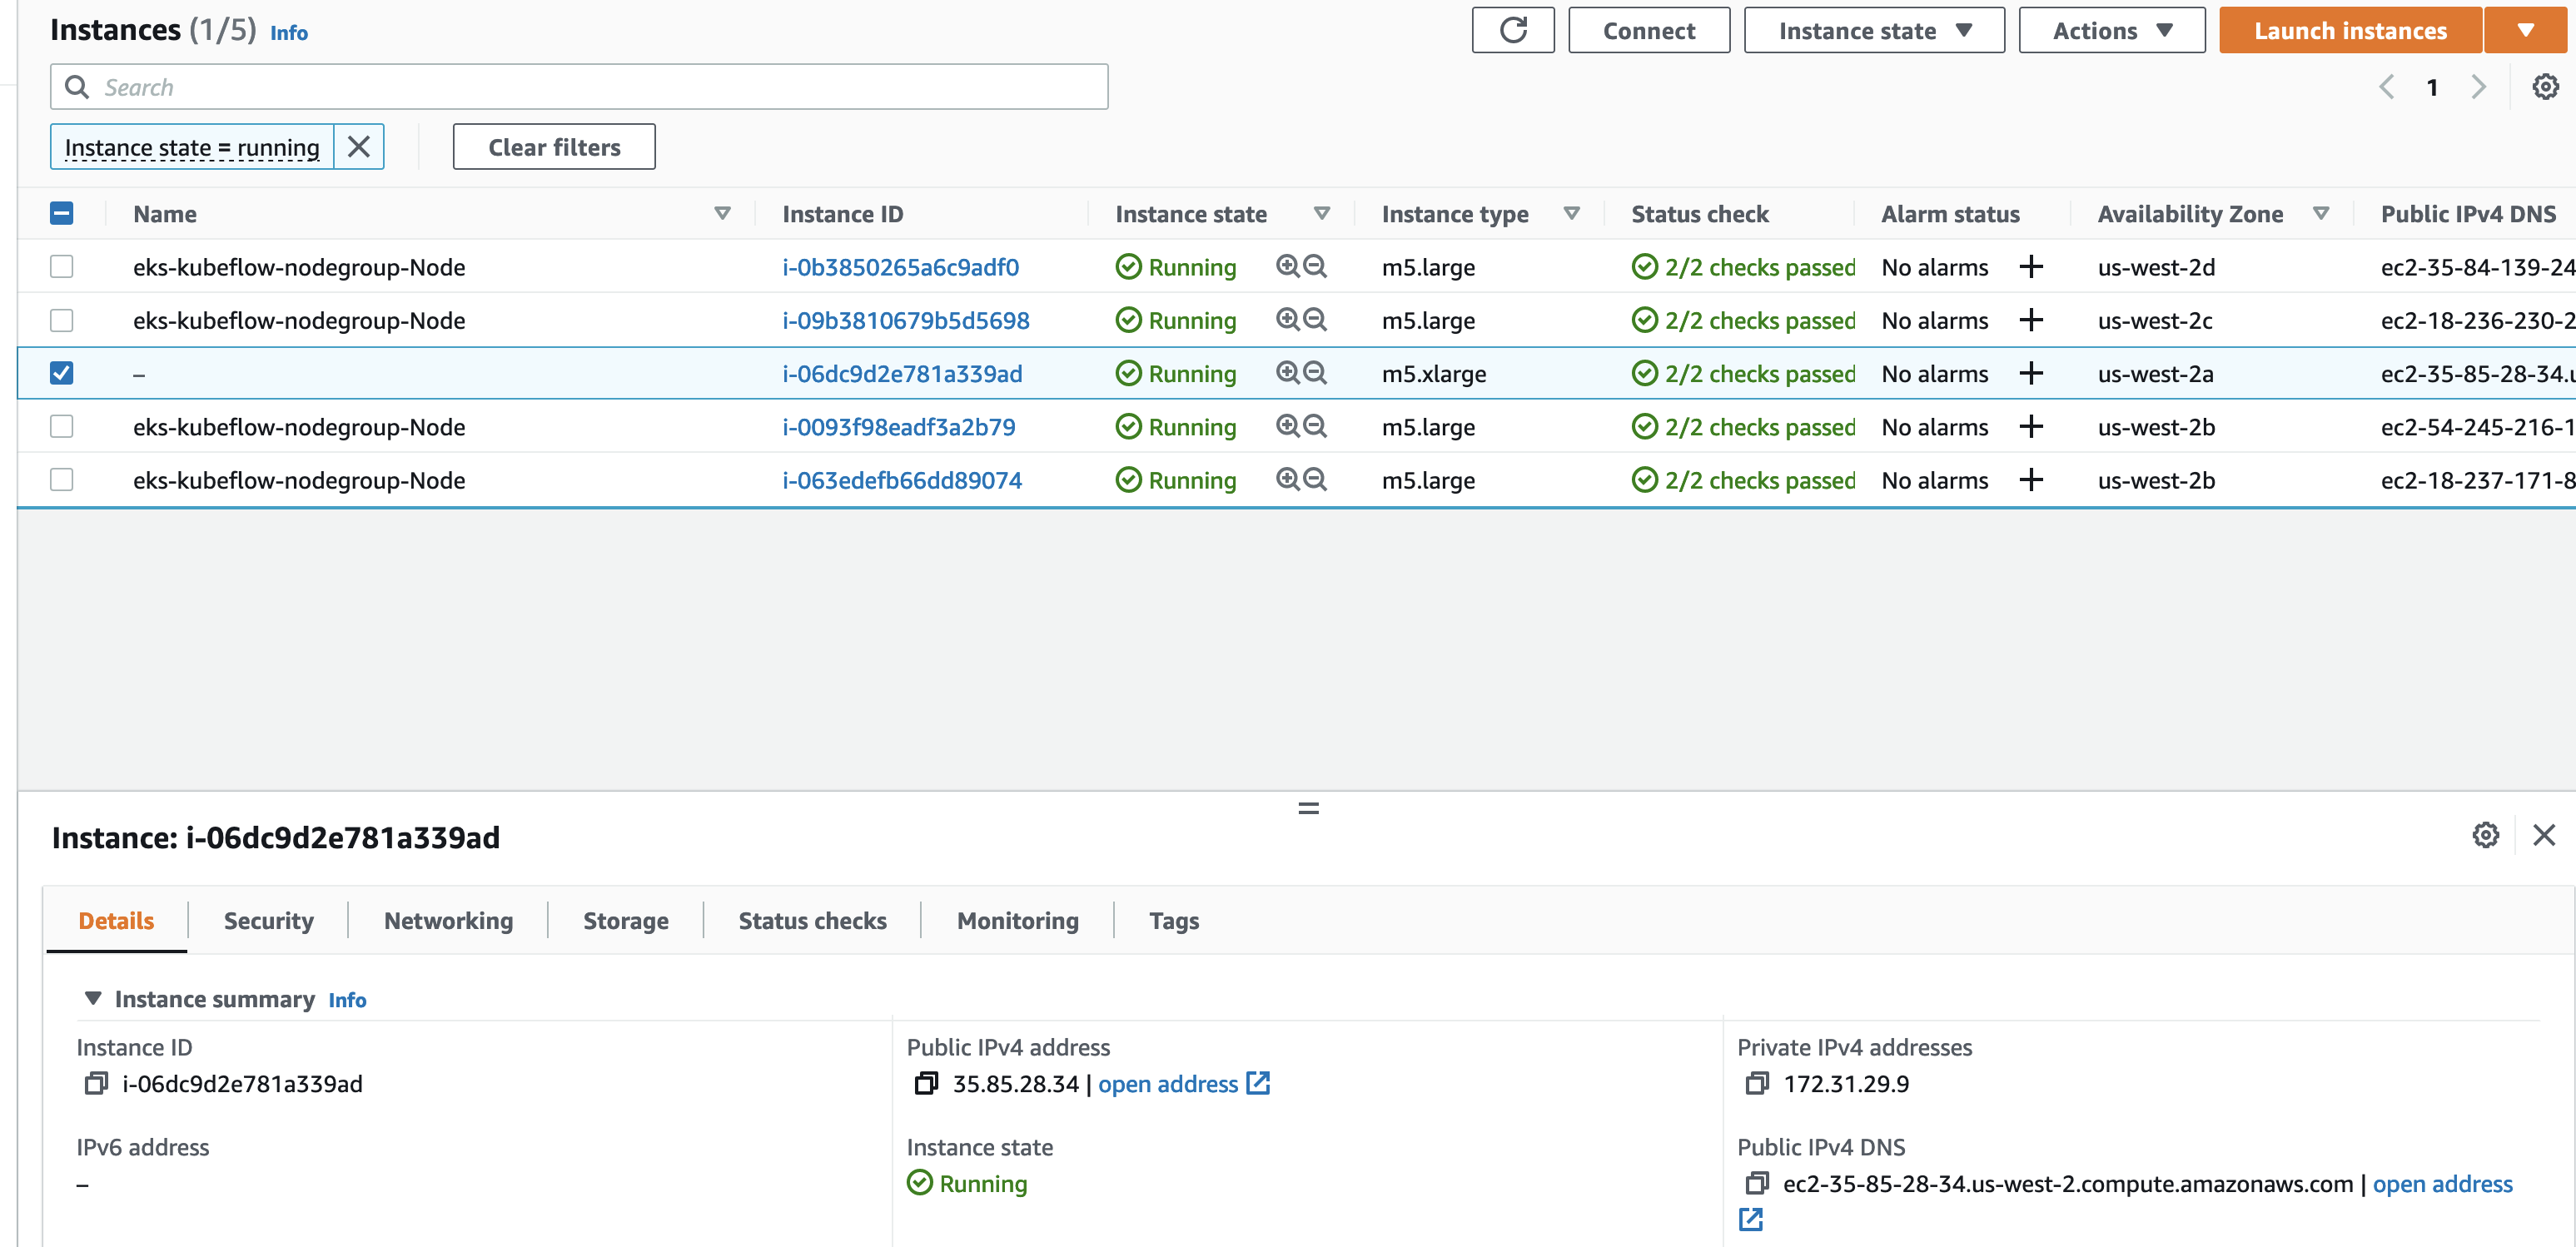 Instances (1/5) Info
Connect Instance state Actions Launch instances
Search
1
Instance state = running Clear filters
Name Instance ID Instance state Instance type Status check Alarm status Availability Zone Public IPv4 DNS
eks-kubeflow-nodegroup-Node i-0b3850265a6c9adf0 Running m5.large 2/2 checks passed No alarms + us-west-2d ec2-35-84-139-24
eks-kubeflow-nodegroup-Node i-09b3810679b5d5698 Running m5.large 2/2 checks passed No alarms + us-west-2c ec2-18-236-230-2
– i-06dc9d2e781a339ad Running m5.xlarge 2/2 checks passed No alarms + us-west-2a ec2-35-85-28-34.u
eks-kubeflow-nodegroup-Node i-0093f98eadf3a2b79 Running m5.large 2/2 checks passed No alarms + us-west-2b ec2-54-245-216-1
eks-kubeflow-nodegroup-Node i-063edefb66dd89074 Running m5.large 2/2 checks passed No alarms + us-west-2b ec2-18-237-171-8
Instance: i-06dc9d2e781a339ad
Details Security Networking Storage Status checks Monitoring Tags
Instance summary Info
Instance ID Public IPv4 address Private IPv4 addresses
i-06dc9d2e781a339ad 35.85.28.34 | open address 172.31.29.9
IPv6 address Instance state Public IPv4 DNS
– Running ec2-35-85-28-34.us-west-2.compute.amazonaws.com | open address